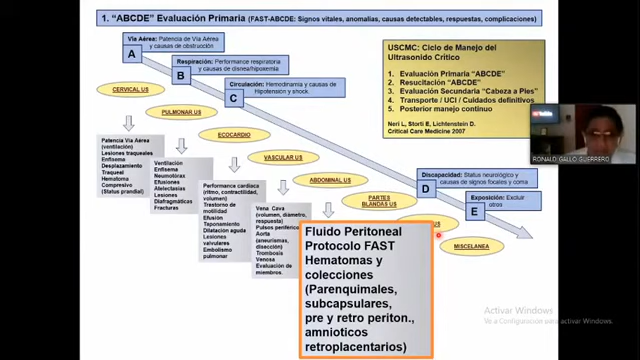 1. "ABCDE" Evaluación Primaria (FAST-ABCDE: Signos vitales, anomalias, causas detectables, respuestas, complicaciones)
Vía Aérea: Patencia de Vía Aérea
y causas de obstrucción
A
Respiración: Performance respiratoria
y causas de disnea/hipoxemia
B
Circulación: Hemodinamia y causas de
Hipotensión y shock.
C
USCMC: Ciclo de Manejo del
Ultrasonido Crítico
1. Evaluación Primaria "ABCDE"
2. Resucitación "ABCDE"
3. Evaluación Secundaria "Cabeza a Pies"
4. Transporte / UCI / Cuidados definitivos
5. Posterior manejo continuo
Neri L, Storti E, Lichtenstein D.
Critical Care Medicine 2007
YouTube
RONALD GALLO GUERRERO
CERVICAL US
PULMONAR US
ECOCARDIO
VASCULAR US
ABDOMINAL US
PARTES
BLANDAS US
US
MISCELANEA
Discapacidad: Status neurológico y
causas de signos focales y coma
D
Exposición: Excluir
otros
E
Patencia Vía Aérea
(ventilación)
Lesiones traqueales
Enfisema
Desplazamiento
Traqueal
Hematoma
Compresivo
(Status prandial)
Ventilación
Enfisema
Neumotórax
Efusiones
Atelectasias
Lesiones
Diafragmáticas
Fracturas
Performance cardiaca
(ritmo, contractilidad,
volumen)
Trastorno de
motilidad
Efusión
Taponamiento
Dilatación aguda
Lesiones
valvulares
Embolismo
pulmonar
Vena Cava
(volumen, diámetro,
respuesta)
Pulsos periféricos
Aorta
(aneurismas,
disección)
Trombosis
Venosa
Evaluación de
miembros.
Fluido Peritoneal
Protocolo FAST
Hematomas y
colecciones
(Parenquimales,
subcapsulares,
pre y retro periton.,
amnioticos
retroplacentarios)
Activar Windows
Ve a Configuración para activar Windows.